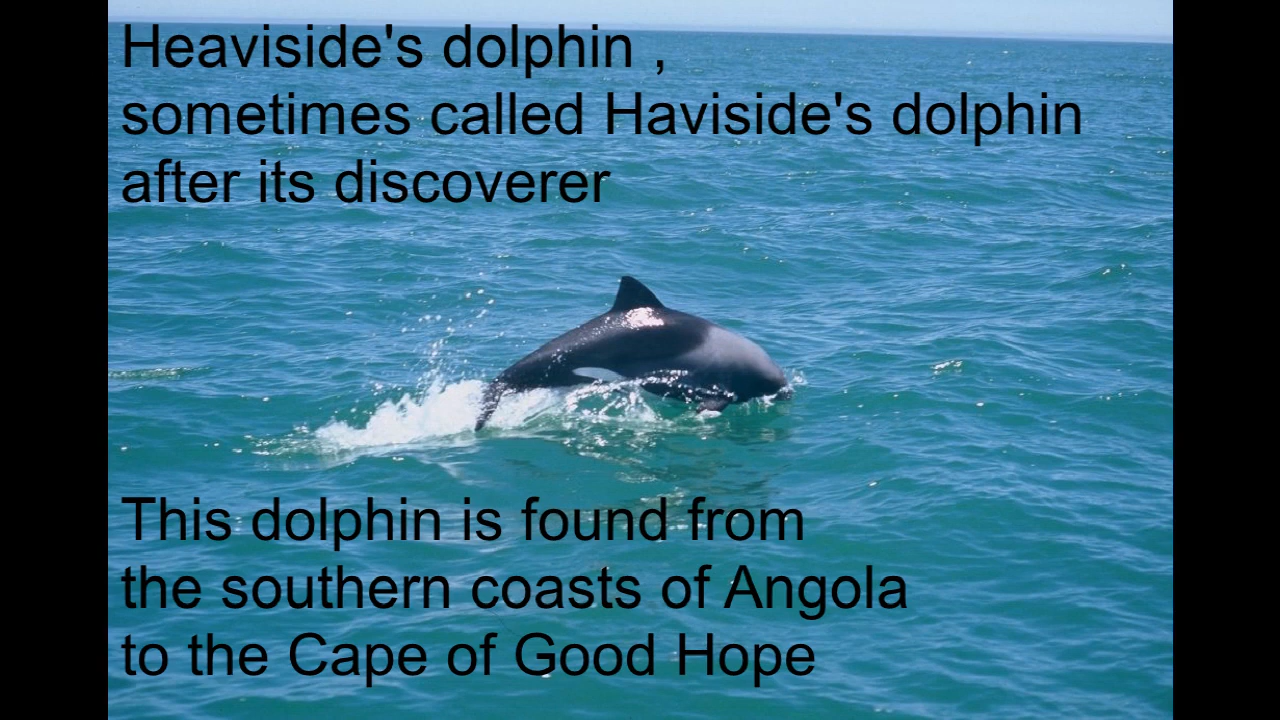 Heaviside's dolphin ,
sometimes called Haviside's dolphin
after its discoverer
This dolphin is found from
the southern coasts of Angola
to the Cape of Good Hope